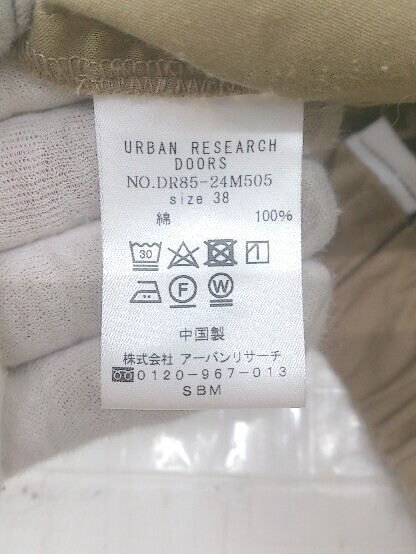 URBAN RESEARCH
DOORS
NO.DR85-24M505
size 38
綿 100%
30
F W
中国製
株式会社 アーバンリサーチ
0120-967-013
SBM